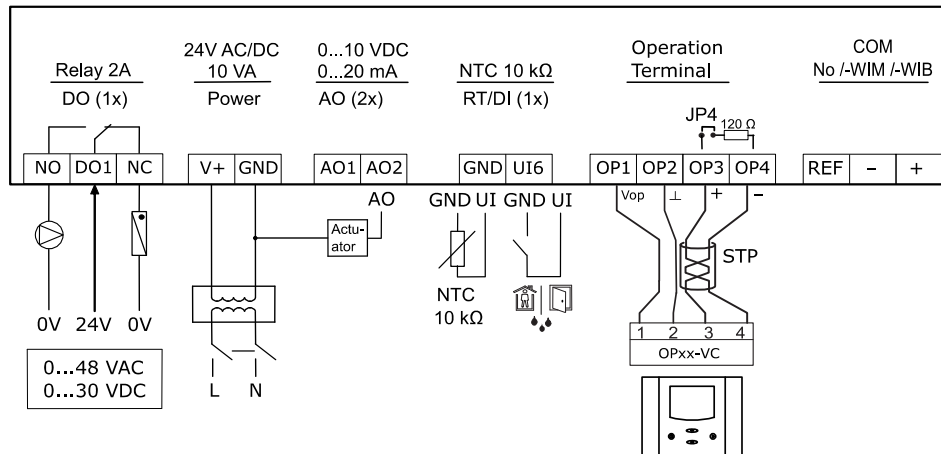 24V AC/DC
0...10 VDC
Operation
COM
Relay 2A
10 VA
0...20 mA
NTC 10 kΩ
Terminal
No /-WIM /-WIB
DO (1x)
Power
AO (2x)
RT/DI (1x)
JP4
120 Ω
NO DO1 NC
V+ GND
AO1 AO2
GND UI6
OP1 OP2 OP3 OP4
REF - +
AO
GND UI GND UI
Vop ⊥ + -
Actu-
ator
STP
NTC
10 kΩ
0V 24V 0V
1 2 3 4
OPxx-VC
0...48 VAC
0...30 VDC
L N